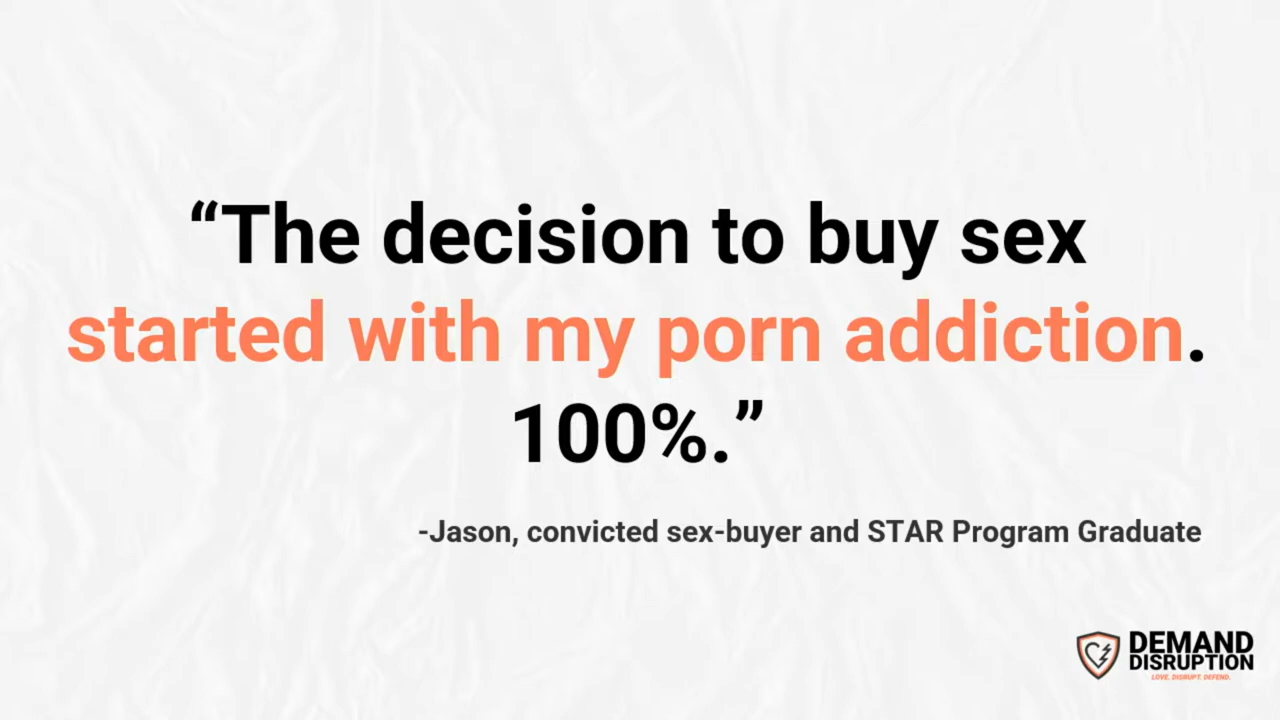 “The decision to buy sex
started with my porn addiction.
100%.”
-Jason, convicted sex-buyer and STAR Program Graduate
DEMAND
DISRUPTION
LOVE. DISRUPT. DEFEND.